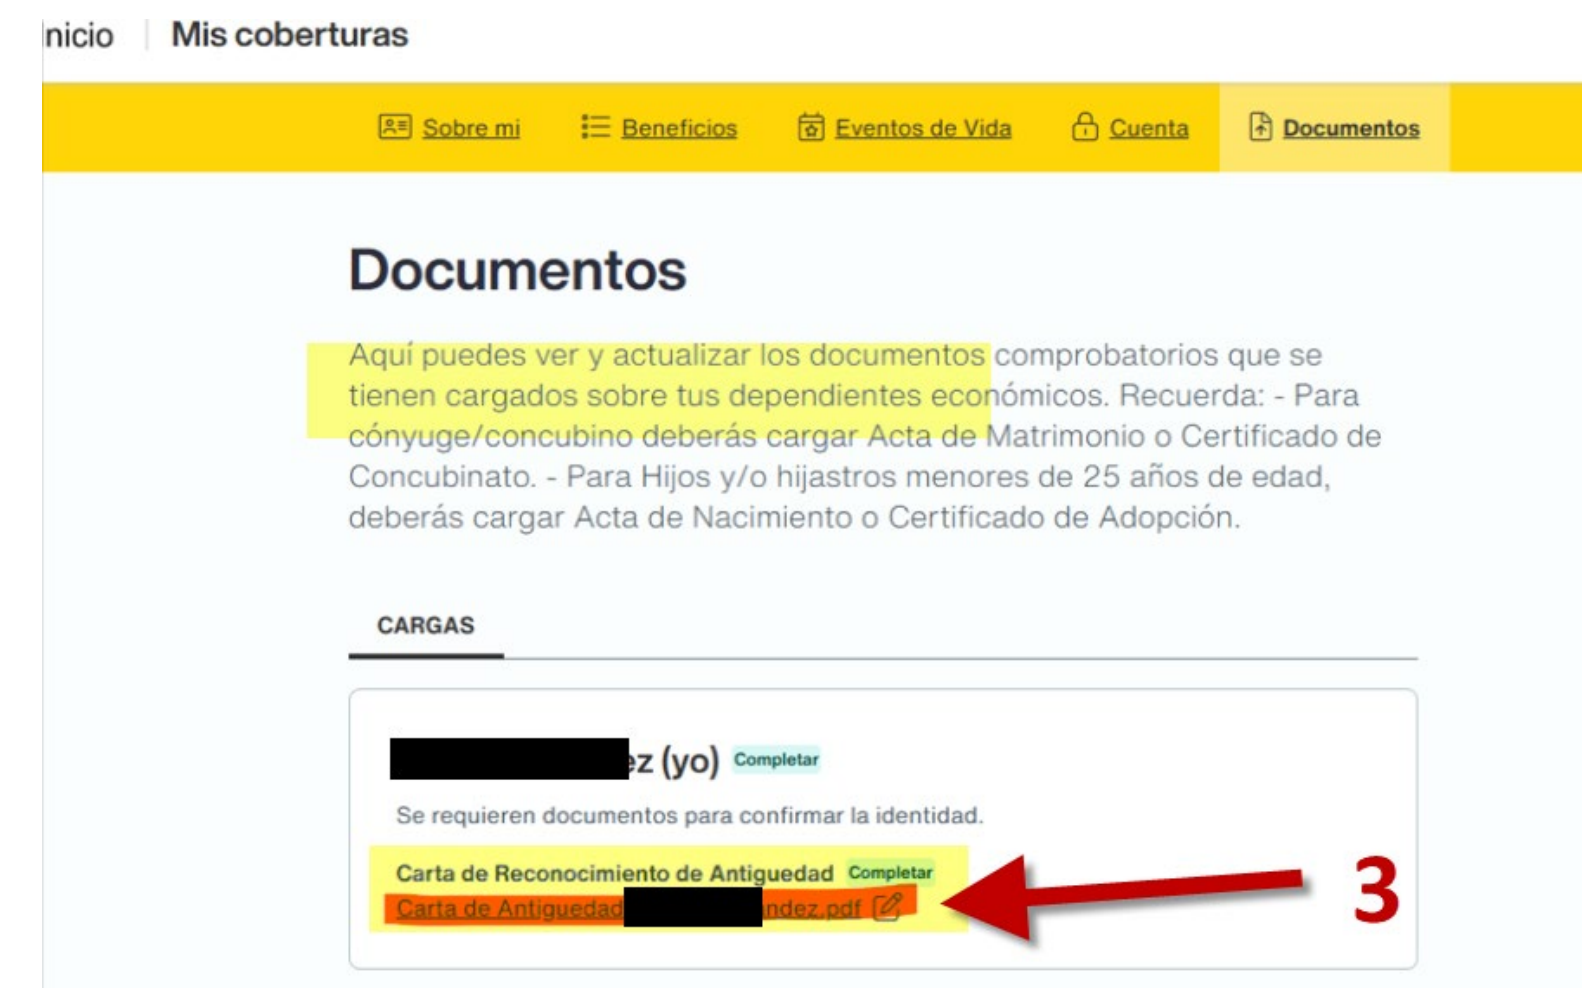 nicio Mis coberturas
Sobre mi Beneficios Eventos de Vida Cuenta Documentos
Documentos
Aquí puedes ver y actualizar los documentos comprobatorios que se
tienen cargados sobre tus dependientes económicos. Recuerda: - Para
cónyuge/concubino deberás cargar Acta de Matrimonio o Certificado de
Concubinato. - Para Hijos y/o hijastros menores de 25 años de edad,
deberás cargar Acta de Nacimiento o Certificado de Adopción.
CARGAS
ez (yo) Completar
Se requieren documentos para confirmar la identidad.
Carta de Reconocimiento de Antiguedad Completar
Carta de Antiguedad ndez.pdf
3